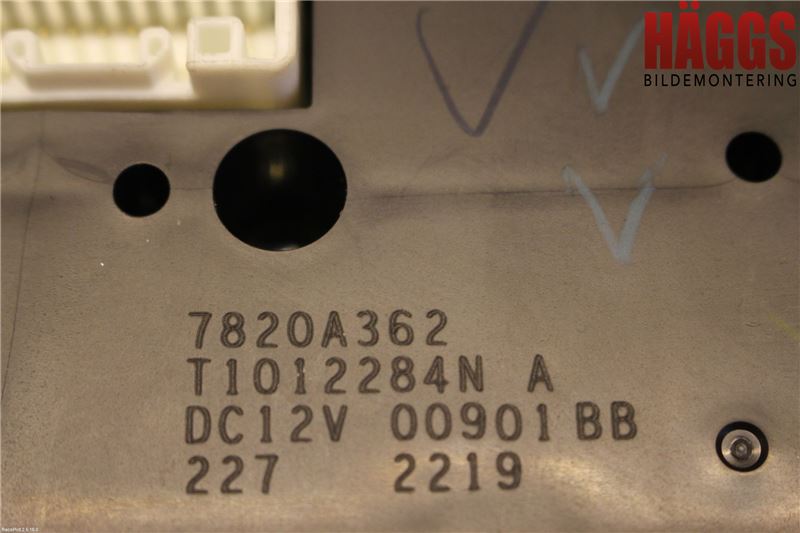 HÄGGS
BILDEMONTERING
7820A362
T1012284N A
DC12V 00901BB
227 2219